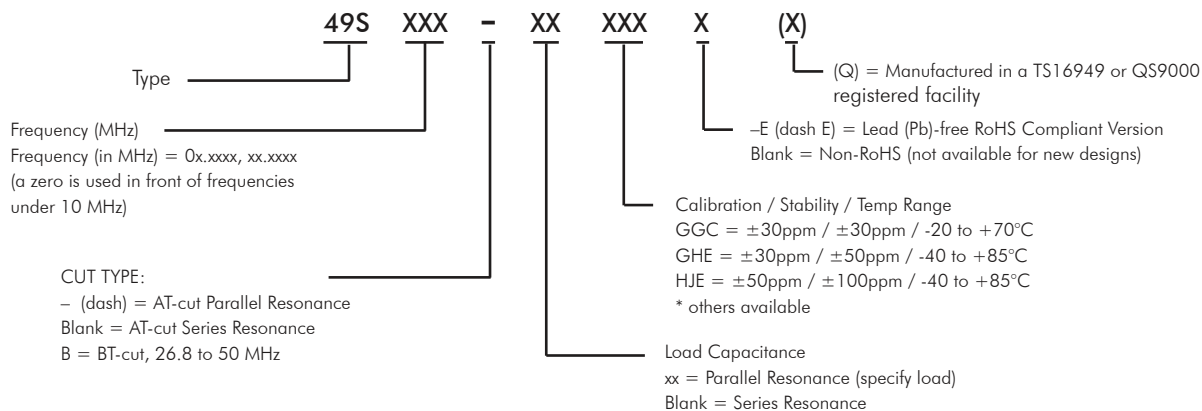 49S XXX – XX XXX X (X)
Type
(Q) = Manufactured in a TS16949 or QS9000
registered facility
Frequency (MHz)
Frequency (in MHz) = 0x.xxxx, xx.xxxx
(a zero is used in front of frequencies
under 10 MHz)
–E (dash E) = Lead (Pb)-free RoHS Compliant Version
Blank = Non-RoHS (not available for new designs)
Calibration / Stability / Temp Range
GGC = ±30ppm / ±30ppm / -20 to +70°C
GHE = ±30ppm / ±50ppm / -40 to +85°C
HJE = ±50ppm / ±100ppm / -40 to +85°C
* others available
CUT TYPE:
– (dash) = AT-cut Parallel Resonance
Blank = AT-cut Series Resonance
B = BT-cut, 26.8 to 50 MHz
Load Capacitance
xx = Parallel Resonance (specify load)
Blank = Series Resonance